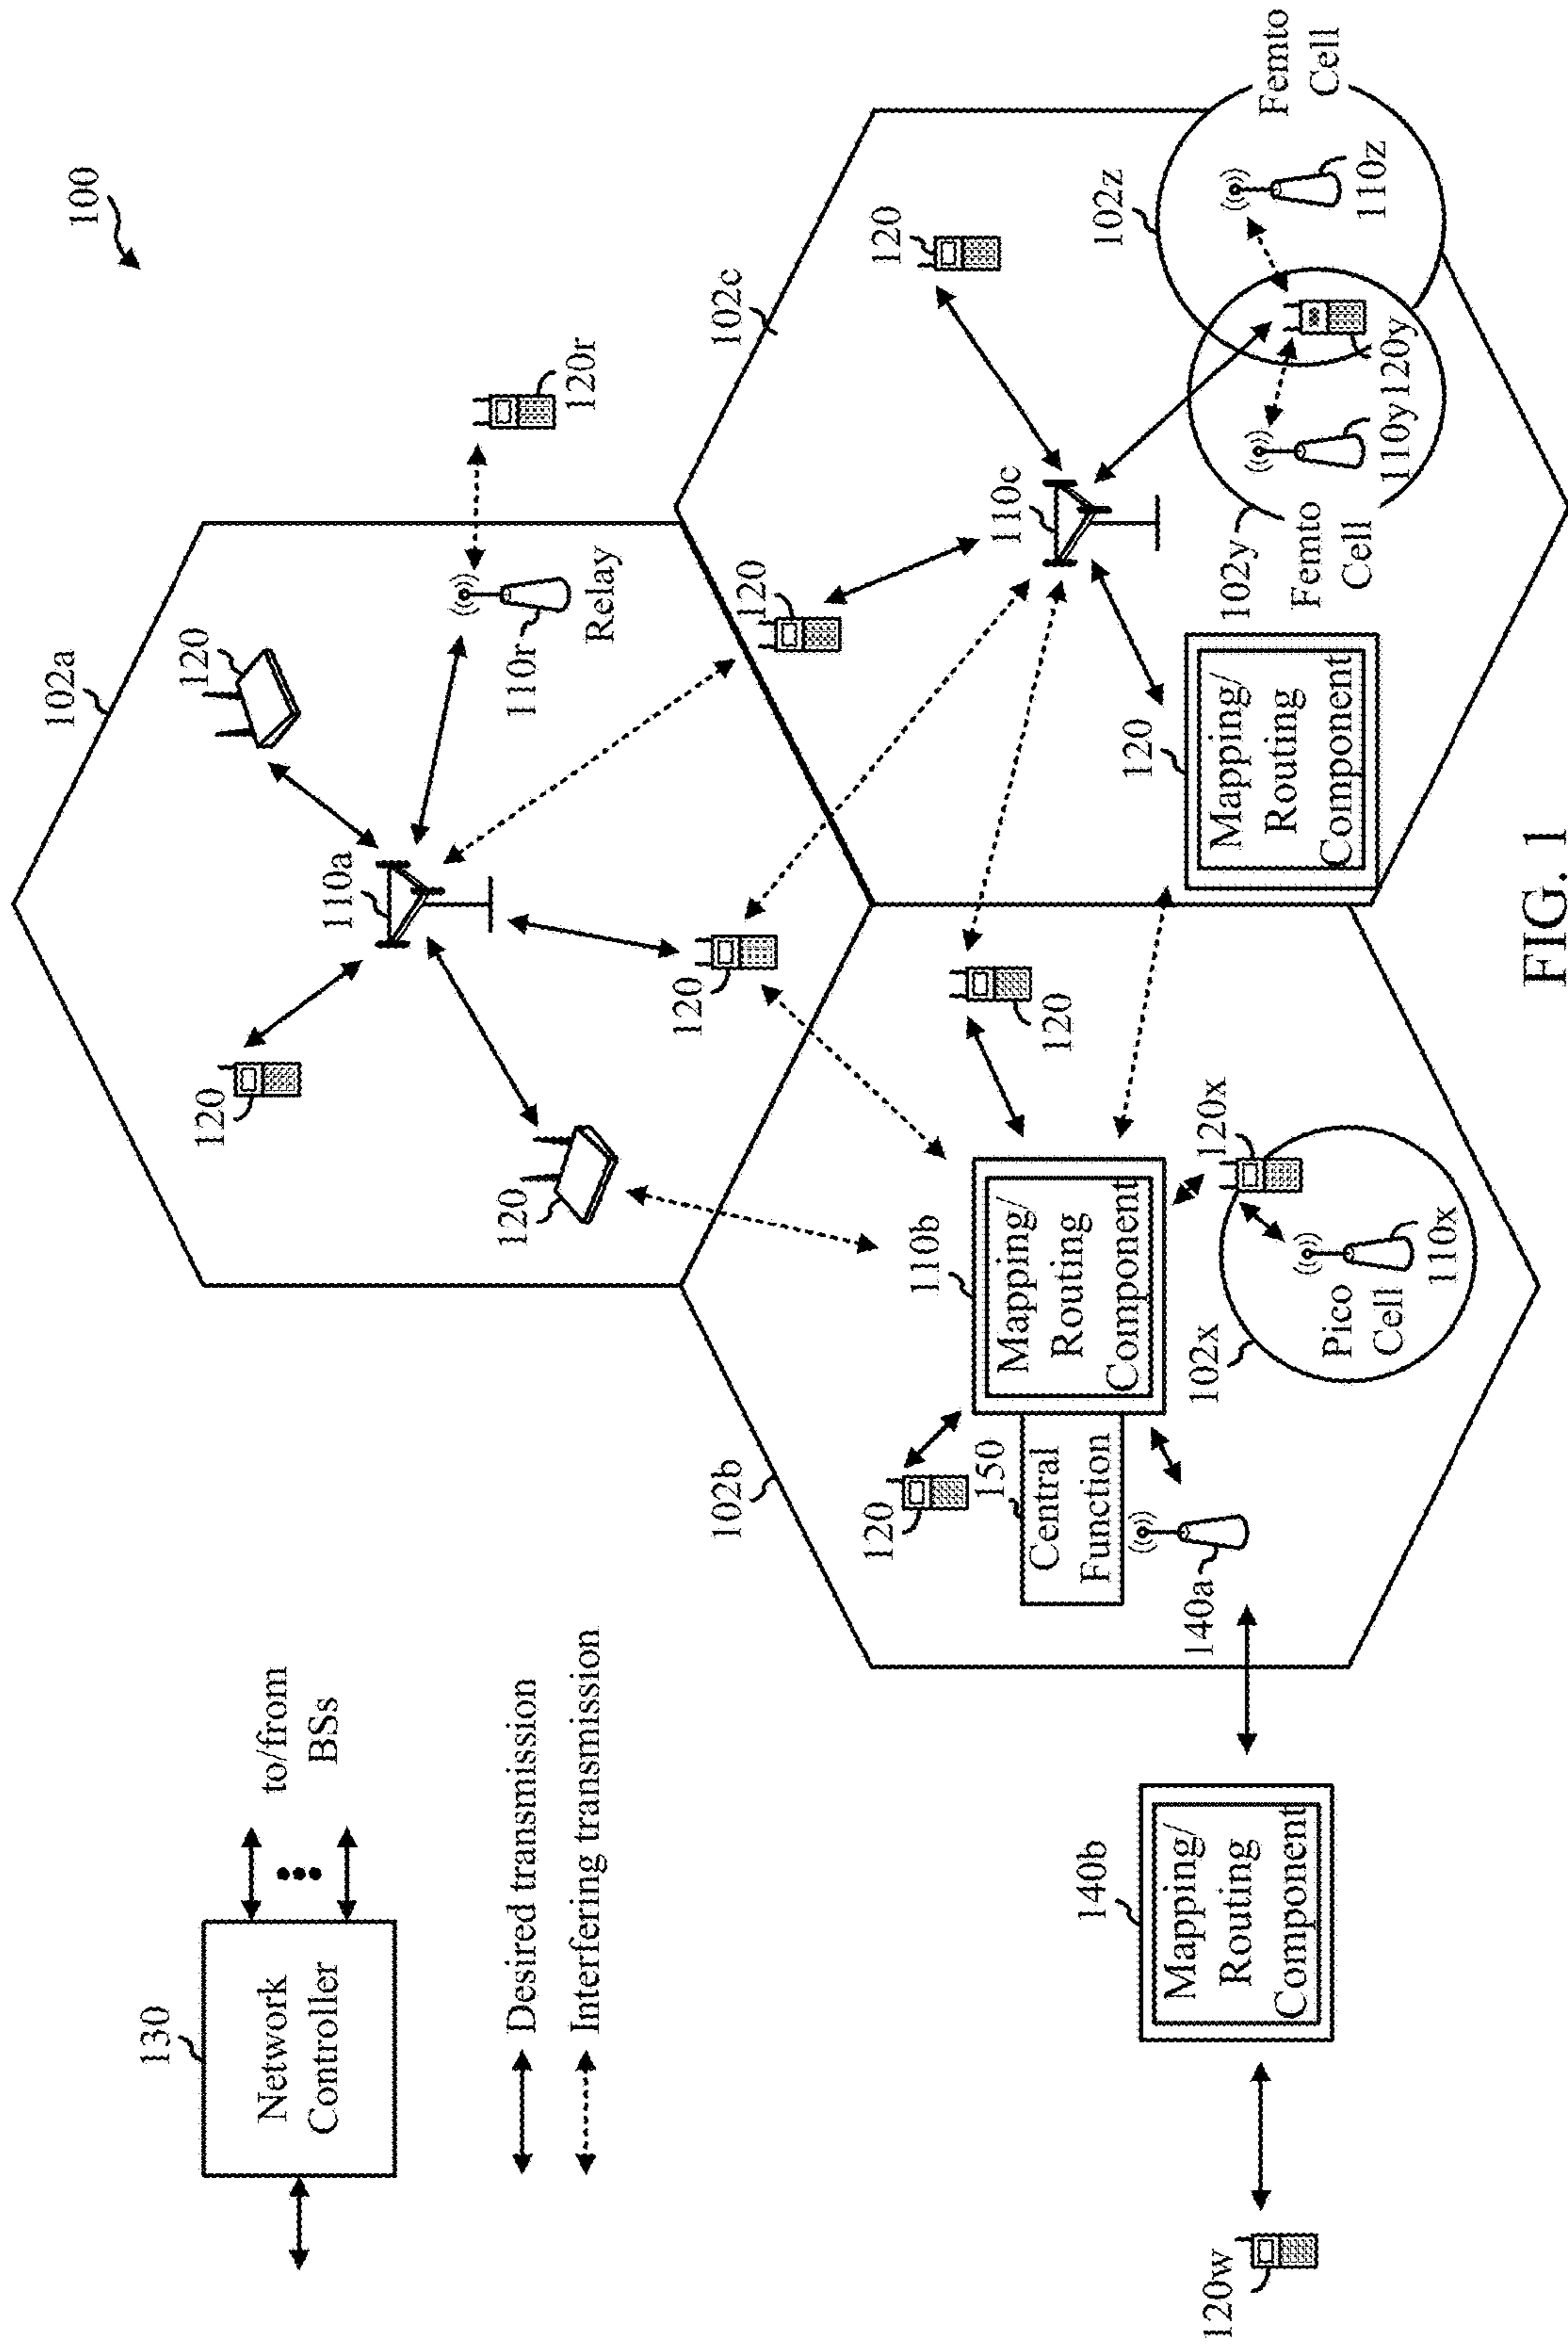 100
130
Network
Controller
to/from
BSs
Desired transmission
Interfering transmission
102a
120
120
110a
120
120
110r
Relay
120r
120
102c
120
110c
120
102z
Femto
Cell
110z
120y
110y
102y
Femto
Cell
120
Mapping/
Routing
Component
102b
120
120
110b
Mapping/
Routing
Component
150
Central
Function
140a
120x
102x
Pico
Cell
110x
140b
Mapping/
Routing
Component
120w
FIG. 1